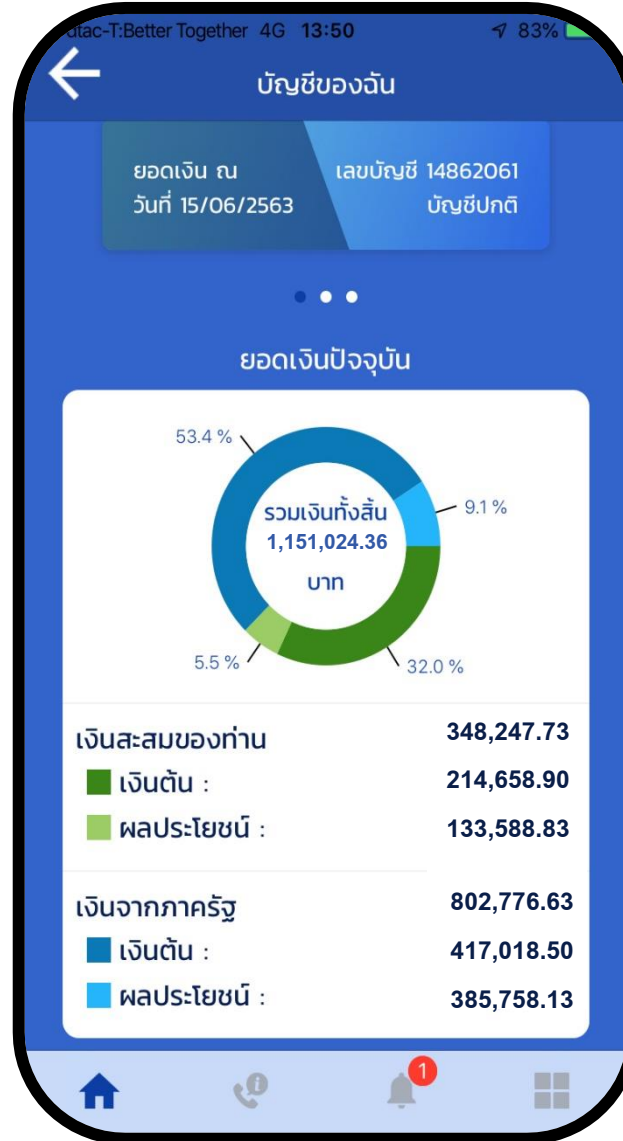 dtac-T:Better Together 4G 13:50 83%
บัญชีของฉัน
ยอดเงิน ณ
วันที่ 15/06/2563
เลขบัญชี 14862061
บัญชีปกติ
ยอดเงินปัจจุบัน
53.4 %
9.1 %
รวมเงินทั้งสิ้น
1,151,024.36
บาท
5.5 %
32.0 %
เงินสะสมของท่าน 348,247.73
เงินต้น : 214,658.90
ผลประโยชน์ : 133,588.83
เงินจากภาครัฐ 802,776.63
เงินต้น : 417,018.50
ผลประโยชน์ : 385,758.13
1